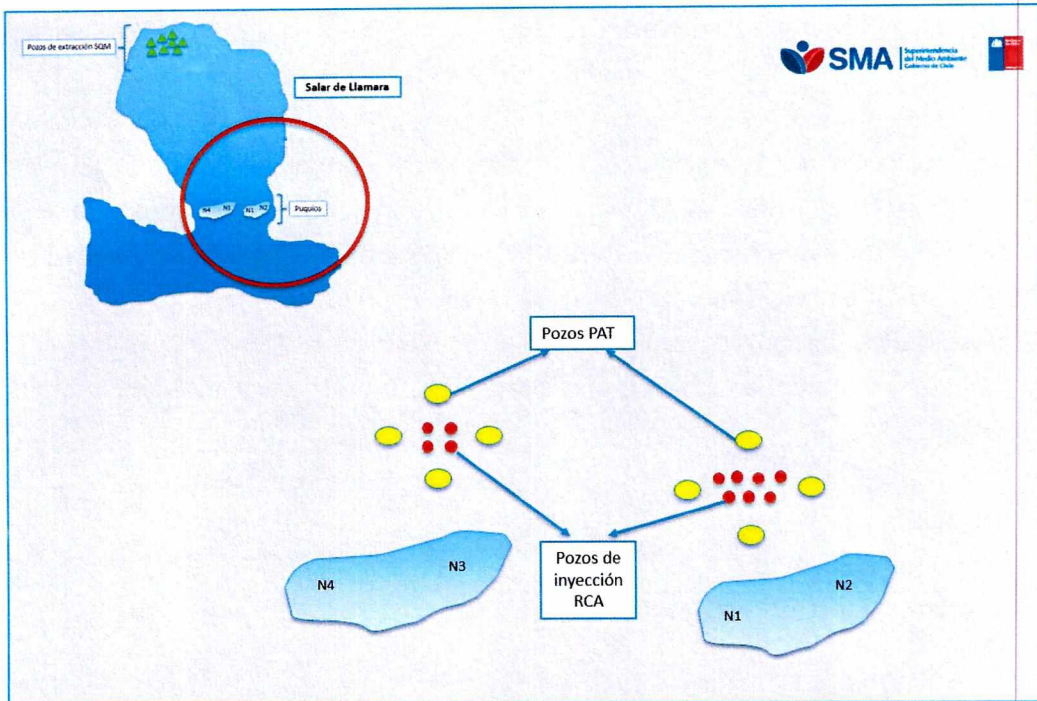 Pozos de extracción SQM
Salar de Llamara
SMA
Superintendencia
del Medio Ambiente
Gobierno de Chile
N4 N1 N1 N2
Puquios
Pozos PAT
Pozos de
inyección
RCA
N4
N3
N2
N1